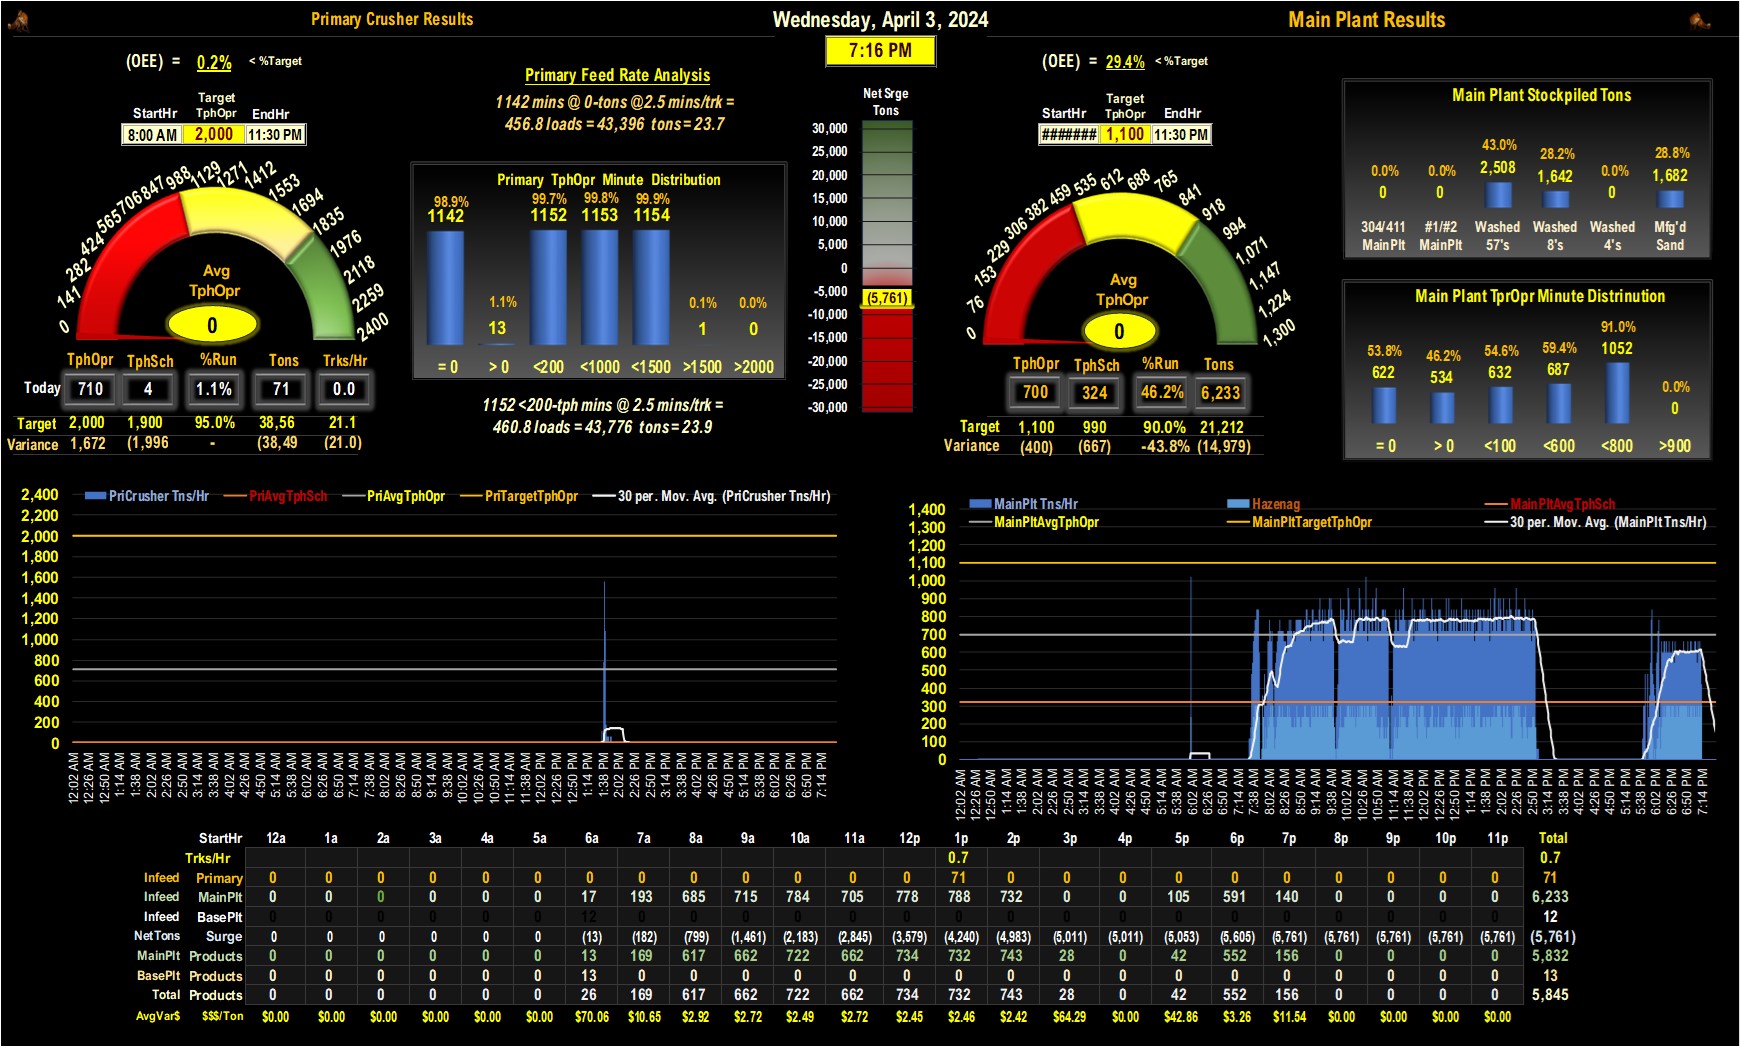 Primary Crusher Results
Wednesday, April 3, 2024
Main Plant Results
7:16 PM
(OEE) = 0.2% < %Target
StartHr Target TphOpr EndHr
8:00 AM 2,000 11:30 PM
0 141 282 424 565 706 847 988 1129 1271 1412 1553 1694 1835 1976 2118 2259 2400
Avg
TphOpr
0
TphOpr TphSch %Run Tons Trks/Hr
Today 710 4 1.1% 71 0.0
Target 2,000 1,900 95.0% 38,56 21.1
Variance 1,672 (1,996 - (38,49 (21.0)
Primary Feed Rate Analysis
1142 mins @ 0-tons @2.5 mins/trk =
456.8 loads = 43,396 tons = 23.7
Primary TphOpr Minute Distribution
98.9% 1.1% 99.7% 99.8% 99.9% 0.1% 0.0%
1142 13 1152 1153 1154 1 0
= 0 > 0 <200 <1000 <1500 >1500 >2000
1152 <200-tph mins @ 2.5 mins/trk =
460.8 loads = 43,776 tons = 23.9
Net Srge
Tons
30,000
25,000
20,000
15,000
10,000
5,000
0
-5,000
(5,761)
-10,000
-15,000
-20,000
-25,000
-30,000
(OEE) = 29.4% < %Target
StartHr Target TphOpr EndHr
####### 1,100 11:30 PM
0 76 153 229 306 382 459 535 612 688 765 841 918 994 1,071 1,147 1,224 1,300
Avg
TphOpr
0
TphOpr TphSch %Run Tons
700 324 46.2% 6,233
Target 1,100 990 90.0% 21,212
Variance (400) (667) -43.8% (14,979)
Main Plant Stockpiled Tons
0.0% 0.0% 43.0% 28.2% 0.0% 28.8%
0 0 2,508 1,642 0 1,682
304/411 #1/#2 Washed Washed Washed Mfg'd
MainPlt MainPlt 57's 8's 4's Sand
Main Plant TprOpr Minute Distrinution
53.8% 46.2% 54.6% 59.4% 91.0% 0.0%
622 534 632 687 1052 0
= 0 > 0 <100 <600 <800 >900
PriCrusher Tns/Hr PriAvgTphSch PriAvgTphOpr PriTargetTphOpr 30 per. Mov. Avg. (PriCrusher Tns/Hr)
2,400
2,200
2,000
1,800
1,600
1,400
1,200
1,000
800
600
400
200
0
12:02 AM 12:26 AM 12:50 AM 1:14 AM 1:38 AM 2:02 AM 2:26 AM 2:50 AM 3:14 AM 3:38 AM 4:02 AM 4:26 AM 4:50 AM 5:14 AM 5:38 AM 6:02 AM 6:26 AM 6:50 AM 7:14 AM 7:38 AM 8:02 AM 8:26 AM 8:50 AM 9:14 AM 9:38 AM 10:02 AM 10:26 AM 10:50 AM 11:14 AM 11:38 AM 12:02 PM 12:26 PM 12:50 PM 1:14 PM 1:38 PM 2:02 PM 2:26 PM 2:50 PM 3:14 PM 3:38 PM 4:02 PM 4:26 PM 4:50 PM 5:14 PM 5:38 PM 6:02 PM 6:26 PM 6:50 PM 7:14 PM
MainPlt Tns/Hr Hazenag MainPltAvgTphSch
MainPltAvgTphOpr MainPltTargetTphOpr 30 per. Mov. Avg. (MainPlt Tns/Hr)
1,400
1,300
1,200
1,100
1,000
900
800
700
600
500
400
300
200
100
0
12:02 AM 12:26 AM 12:50 AM 1:14 AM 1:38 AM 2:02 AM 2:26 AM 2:50 AM 3:14 AM 3:38 AM 4:02 AM 4:26 AM 4:50 AM 5:14 AM 5:38 AM 6:02 AM 6:26 AM 6:50 AM 7:14 AM 7:38 AM 8:02 AM 8:26 AM 8:50 AM 9:14 AM 9:38 AM 10:02 AM 10:26 AM 10:50 AM 11:14 AM 11:38 AM 12:02 PM 12:26 PM 12:50 PM 1:14 PM 1:38 PM 2:02 PM 2:26 PM 2:50 PM 3:14 PM 3:38 PM 4:02 PM 4:26 PM 4:50 PM 5:14 PM 5:38 PM 6:02 PM 6:26 PM 6:50 PM 7:14 PM
StartHr 12a 1a 2a 3a 4a 5a 6a 7a 8a 9a 10a 11a 12p 1p 2p 3p 4p 5p 6p 7p 8p 9p 10p 11p Total
Trks/Hr 0.7 0.7
Infeed Primary 0 0 0 0 0 0 0 0 0 0 0 0 0 71 0 0 0 0 0 0 0 0 0 0 71
Infeed MainPlt 0 0 0 0 0 0 17 193 685 715 784 705 778 788 732 0 0 105 591 140 0 0 0 0 6,233
Infeed BasePlt 0 0 0 0 0 0 12 0 0 0 0 0 0 0 0 0 0 0 0 0 0 0 0 0 12
NetTons Surge 0 0 0 0 0 0 (13) (182) (799) (1,461) (2,183) (2,845) (3,579) (4,240) (4,983) (5,011) (5,011) (5,053) (5,605) (5,761) (5,761) (5,761) (5,761) (5,761) (5,761)
MainPlt Products 0 0 0 0 0 0 13 169 617 662 722 662 734 732 743 28 0 42 552 156 0 0 0 0 5,832
BasePlt Products 0 0 0 0 0 0 13 0 0 0 0 0 0 0 0 0 0 0 0 0 0 0 0 0 13
Total Products 0 0 0 0 0 0 26 169 617 662 722 662 734 732 743 28 0 42 552 156 0 0 0 0 5,845
AvgVar$ $$$/Ton $0.00 $0.00 $0.00 $0.00 $0.00 $0.00 $70.06 $10.65 $2.92 $2.72 $2.49 $2.72 $2.45 $2.46 $2.42 $64.29 $0.00 $42.86 $3.26 $11.54 $0.00 $0.00 $0.00 $0.00